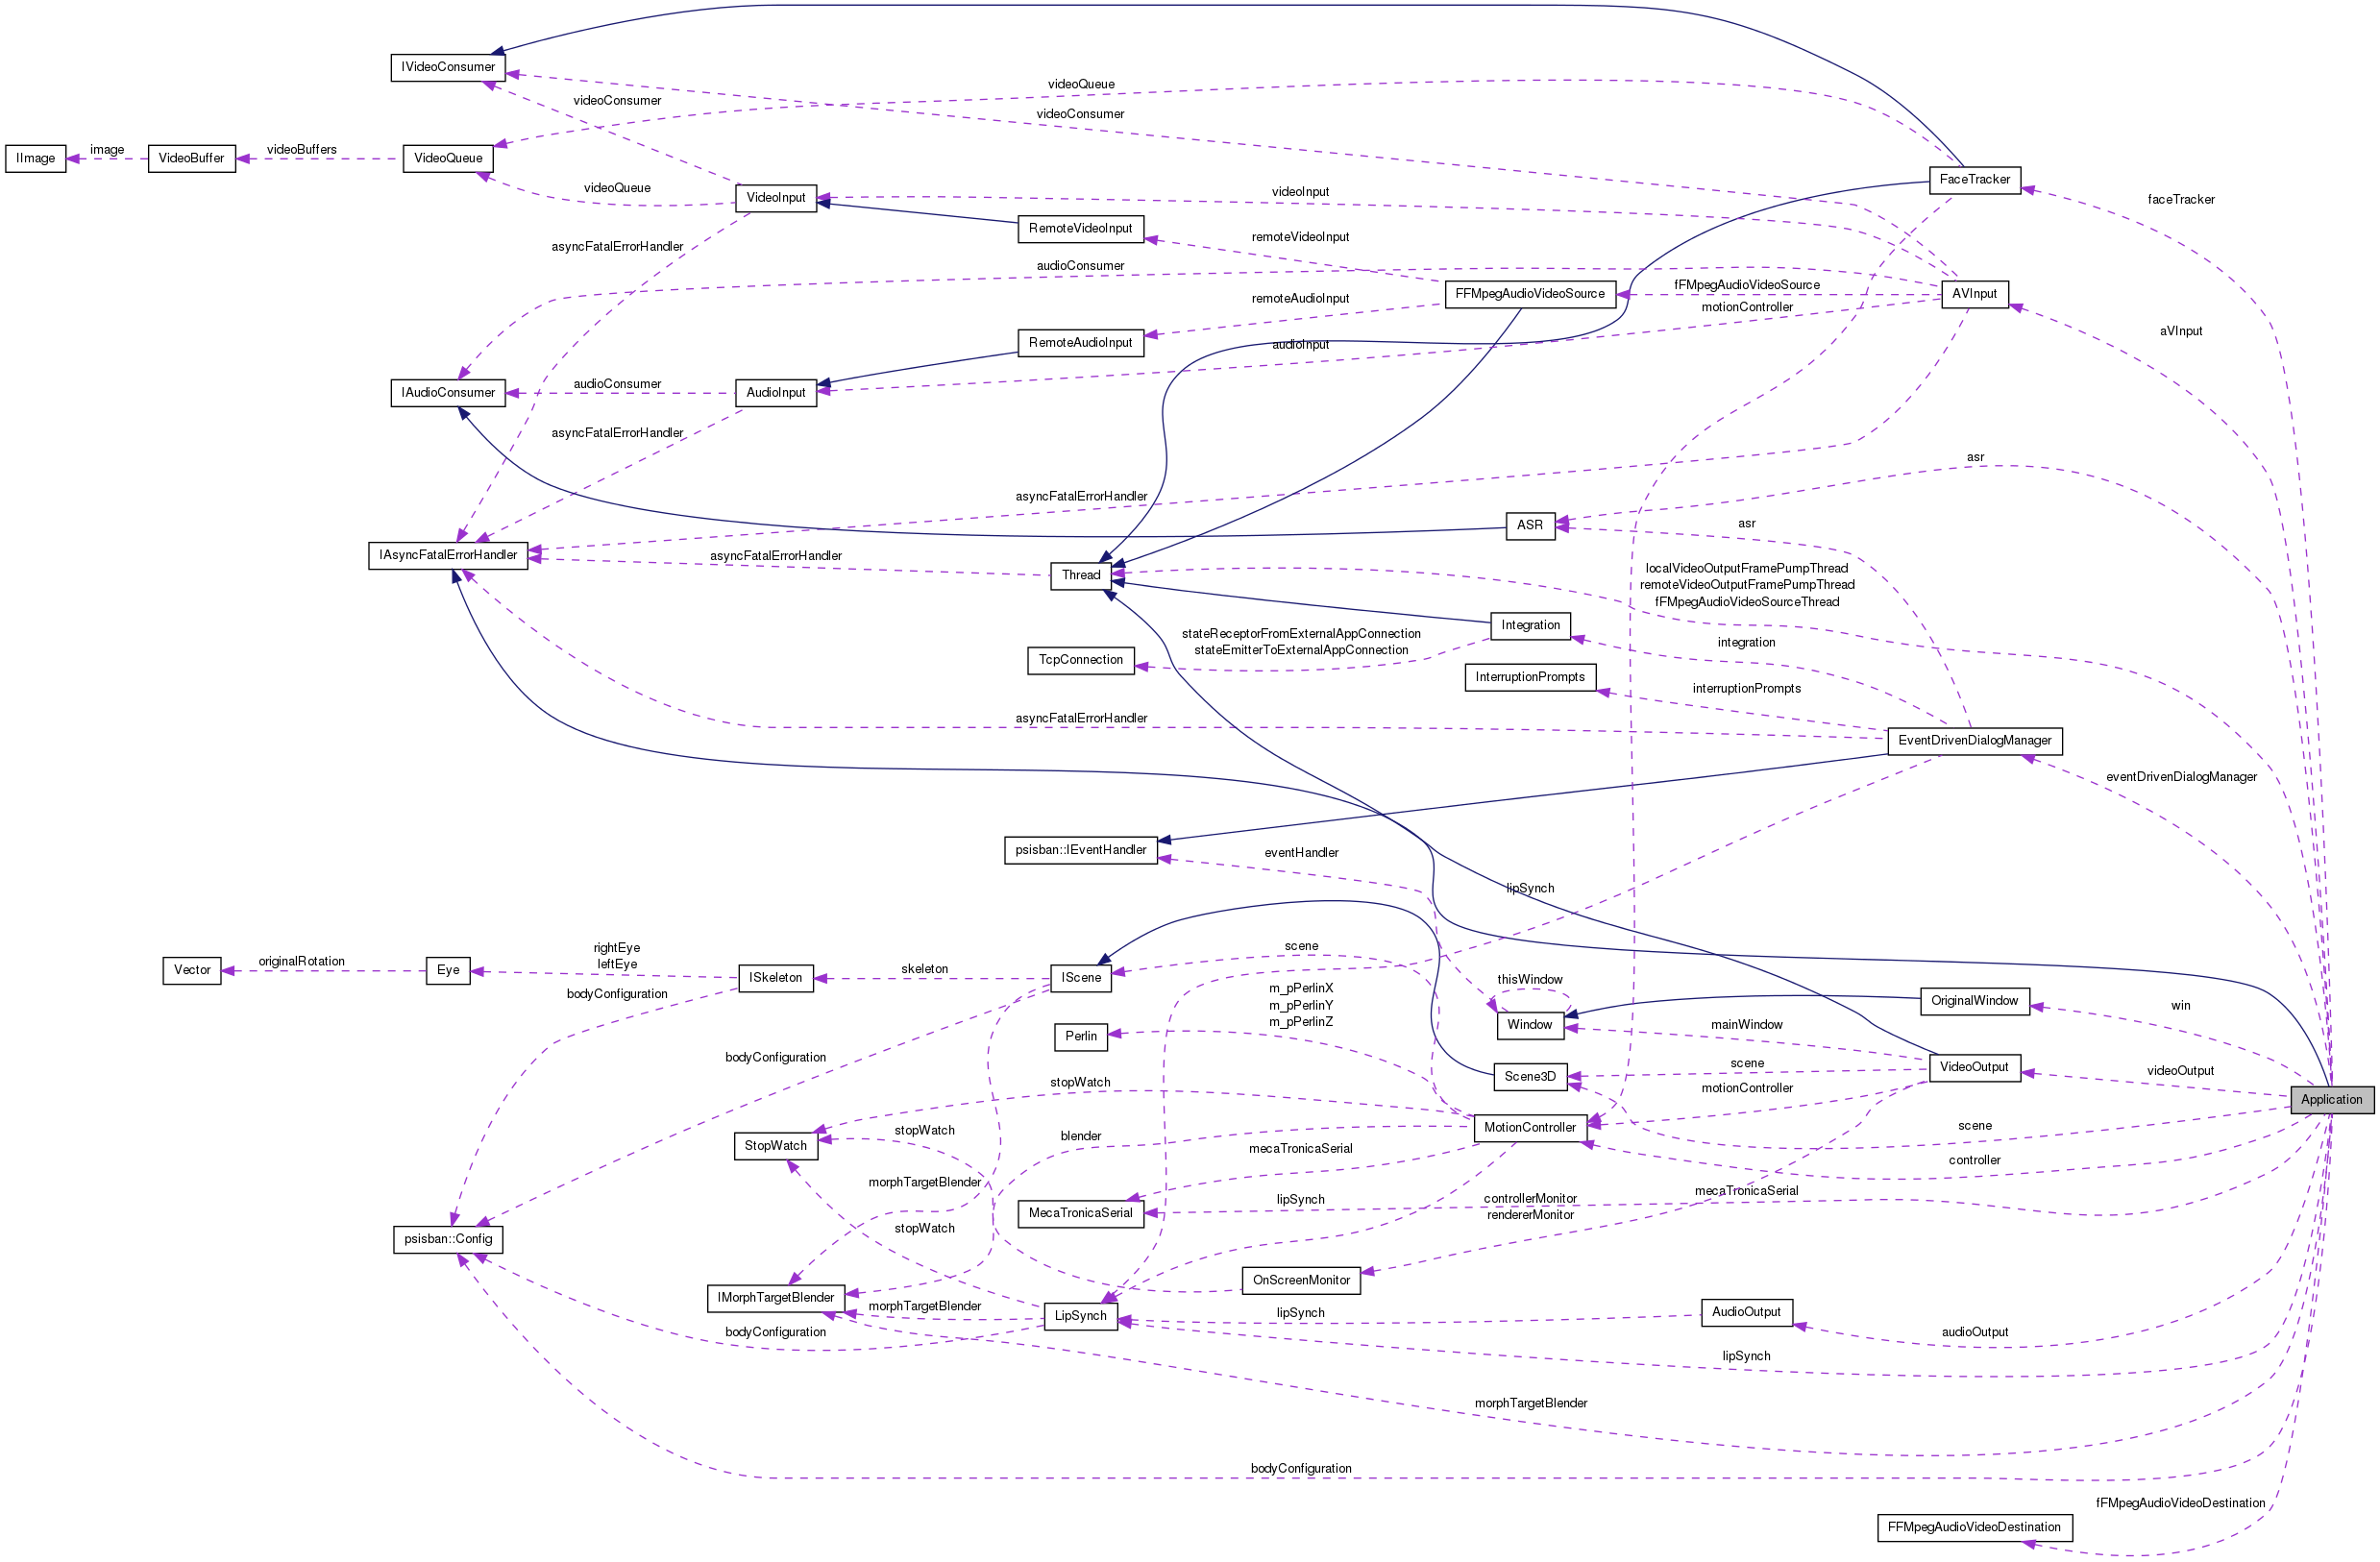 IVideoConsumer
videoQueue
videoConsumer
videoConsumer
IImage
image
VideoBuffer
videoBuffers
VideoQueue
videoQueue
VideoInput
videoInput
FaceTracker
faceTracker
RemoteVideoInput
remoteVideoInput
asyncFatalErrorHandler
audioConsumer
FFMpegAudioVideoSource
fFMpegAudioVideoSource
AVInput
remoteAudioInput
motionController
aVInput
RemoteAudioInput
audioInput
IAudioConsumer
audioConsumer
AudioInput
asyncFatalErrorHandler
asr
asyncFatalErrorHandler
ASR
asr
IAsyncFatalErrorHandler
asyncFatalErrorHandler
Thread
localVideoOutputFramePumpThread
remoteVideoOutputFramePumpThread
fFMpegAudioVideoSourceThread
Integration
stateReceptorFromExternalAppConnection
stateEmitterToExternalAppConnection
integration
TcpConnection
InterruptionPrompts
interruptionPrompts
asyncFatalErrorHandler
EventDrivenDialogManager
eventDrivenDialogManager
psisban::IEventHandler
eventHandler
lipSynch
Vector
originalRotation
Eye
rightEye
leftEye
ISkeleton
skeleton
IScene
scene
bodyConfiguration
thisWindow
m_pPerlinX
m_pPerlinY
m_pPerlinZ
OriginalWindow
win
Perlin
Window
mainWindow
bodyConfiguration
Scene3D
scene
VideoOutput
videoOutput
stopWatch
motionController
Application
StopWatch
stopWatch
blender
mecaTronicaSerial
MotionController
scene
controller
morphTargetBlender
MecaTronicaSerial
lipSynch
controllerMonitor
rendererMonitor
mecaTronicaSerial
psisban::Config
stopWatch
OnScreenMonitor
IMorphTargetBlender
morphTargetBlender
LipSynch
lipSynch
AudioOutput
audioOutput
bodyConfiguration
lipSynch
morphTargetBlender
bodyConfiguration
fFMpegAudioVideoDestination
FFMpegAudioVideoDestination